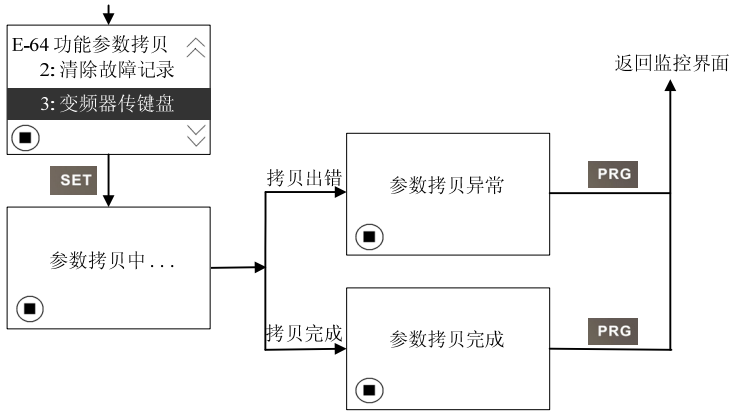 E-64 功能参数拷贝
2: 清除故障记录
3: 变频器传键盘
SET
参数拷贝中 . . .
拷贝出错
参数拷贝异常
PRG
返回监控界面
拷贝完成
参数拷贝完成
PRG